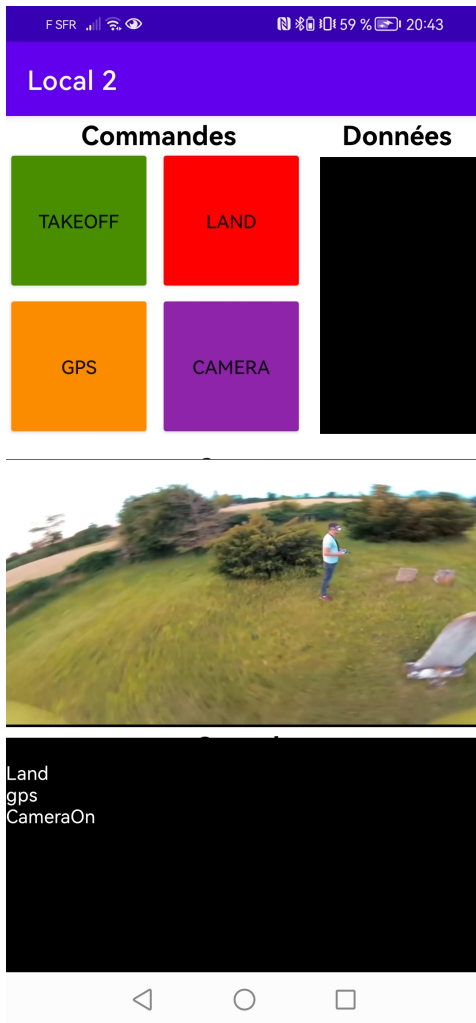 F SFR 59 % 20:43
Local 2
Commandes Données
TAKEOFF LAND
GPS CAMERA
Land
gps
CameraOn